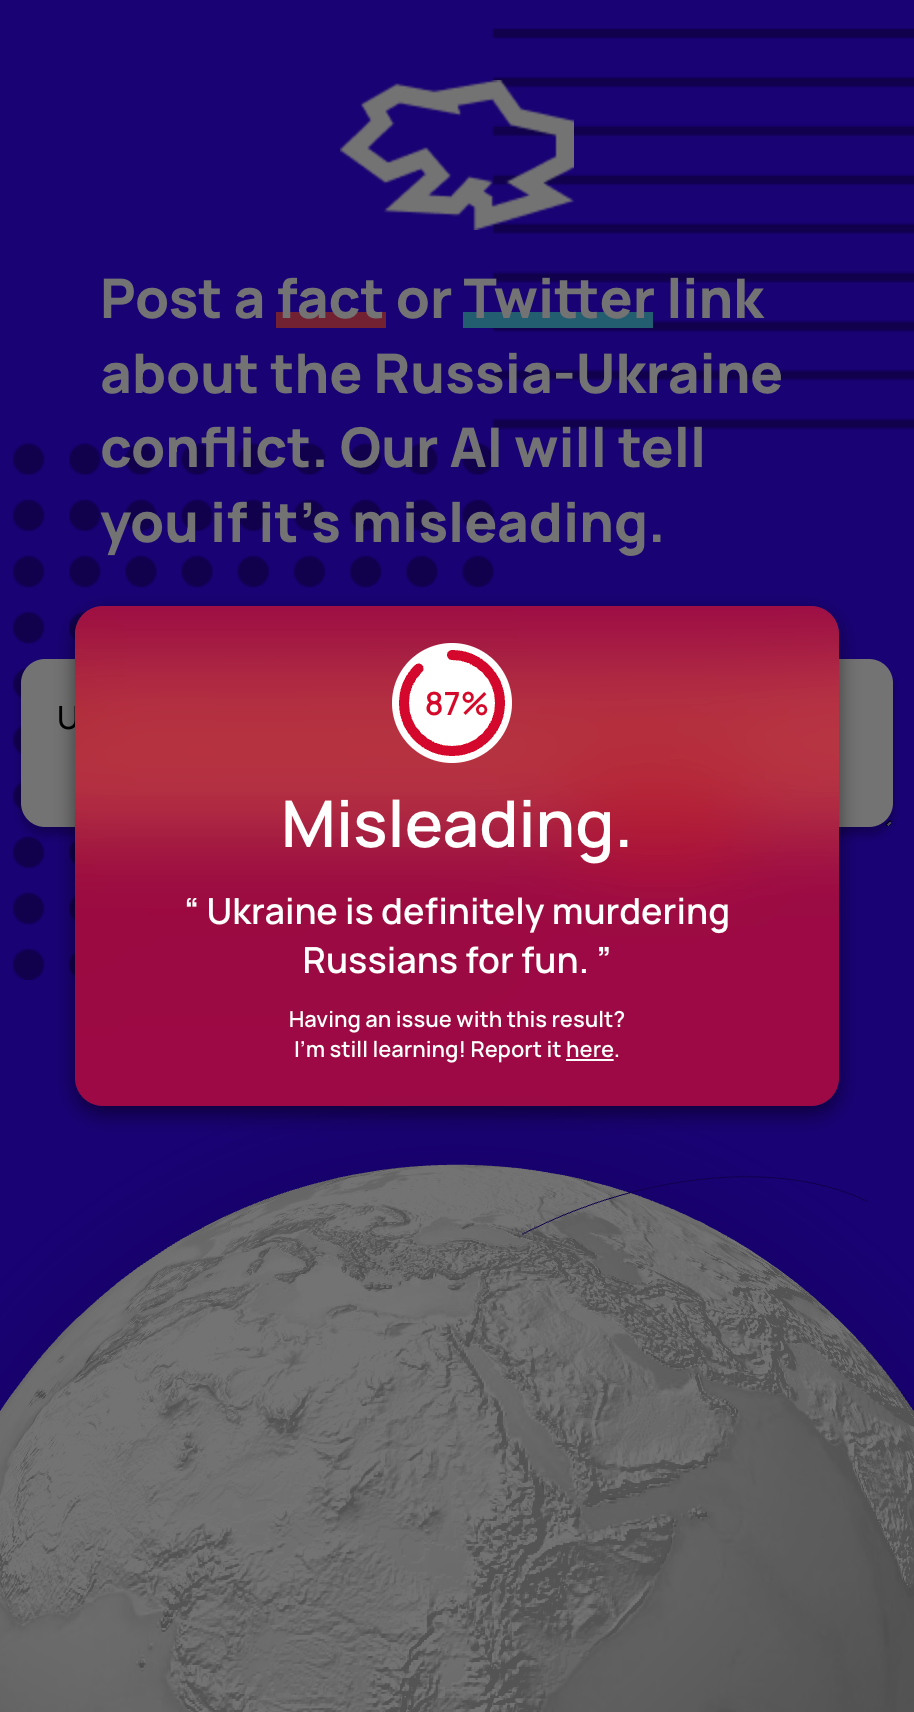 Post a fact or Twitter link
about the Russia-Ukraine
conflict. Our AI will tell
you if it's misleading.
U
87%
Misleading.
“ Ukraine is definitely murdering
Russians for fun. ”
Having an issue with this result?
I'm still learning! Report it here.